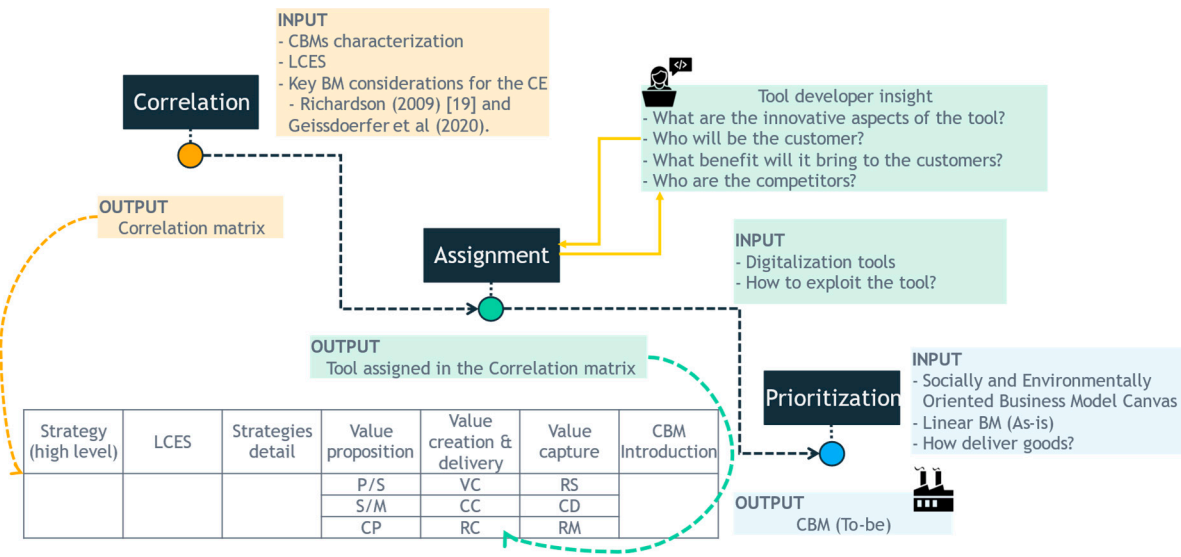 INPUT
- CBMs characterization
- LCES
- Key BM considerations for the CE
- Richardson (2009) [19] and
Geissdoerfer et al (2020).
Correlation
OUTPUT
Correlation matrix
Tool developer insight
- What are the innovative aspects of the tool?
- Who will be the customer?
- What benefit will it bring to the customers?
- Who are the competitors?
Assignment
INPUT
- Digitalization tools
- How to exploit the tool?
OUTPUT
Tool assigned in the Correlation matrix
Prioritization
INPUT
- Socially and Environmentally
Oriented Business Model Canvas
- Linear BM (As-is)
- How deliver goods?
OUTPUT
CBM (To-be)
Strategy
(high level)
LCES
Strategies
detail
Value
proposition
Value
creation &
delivery
Value
capture
CBM
Introduction
P/S VC RS
S/M CC CD
CP RC RM